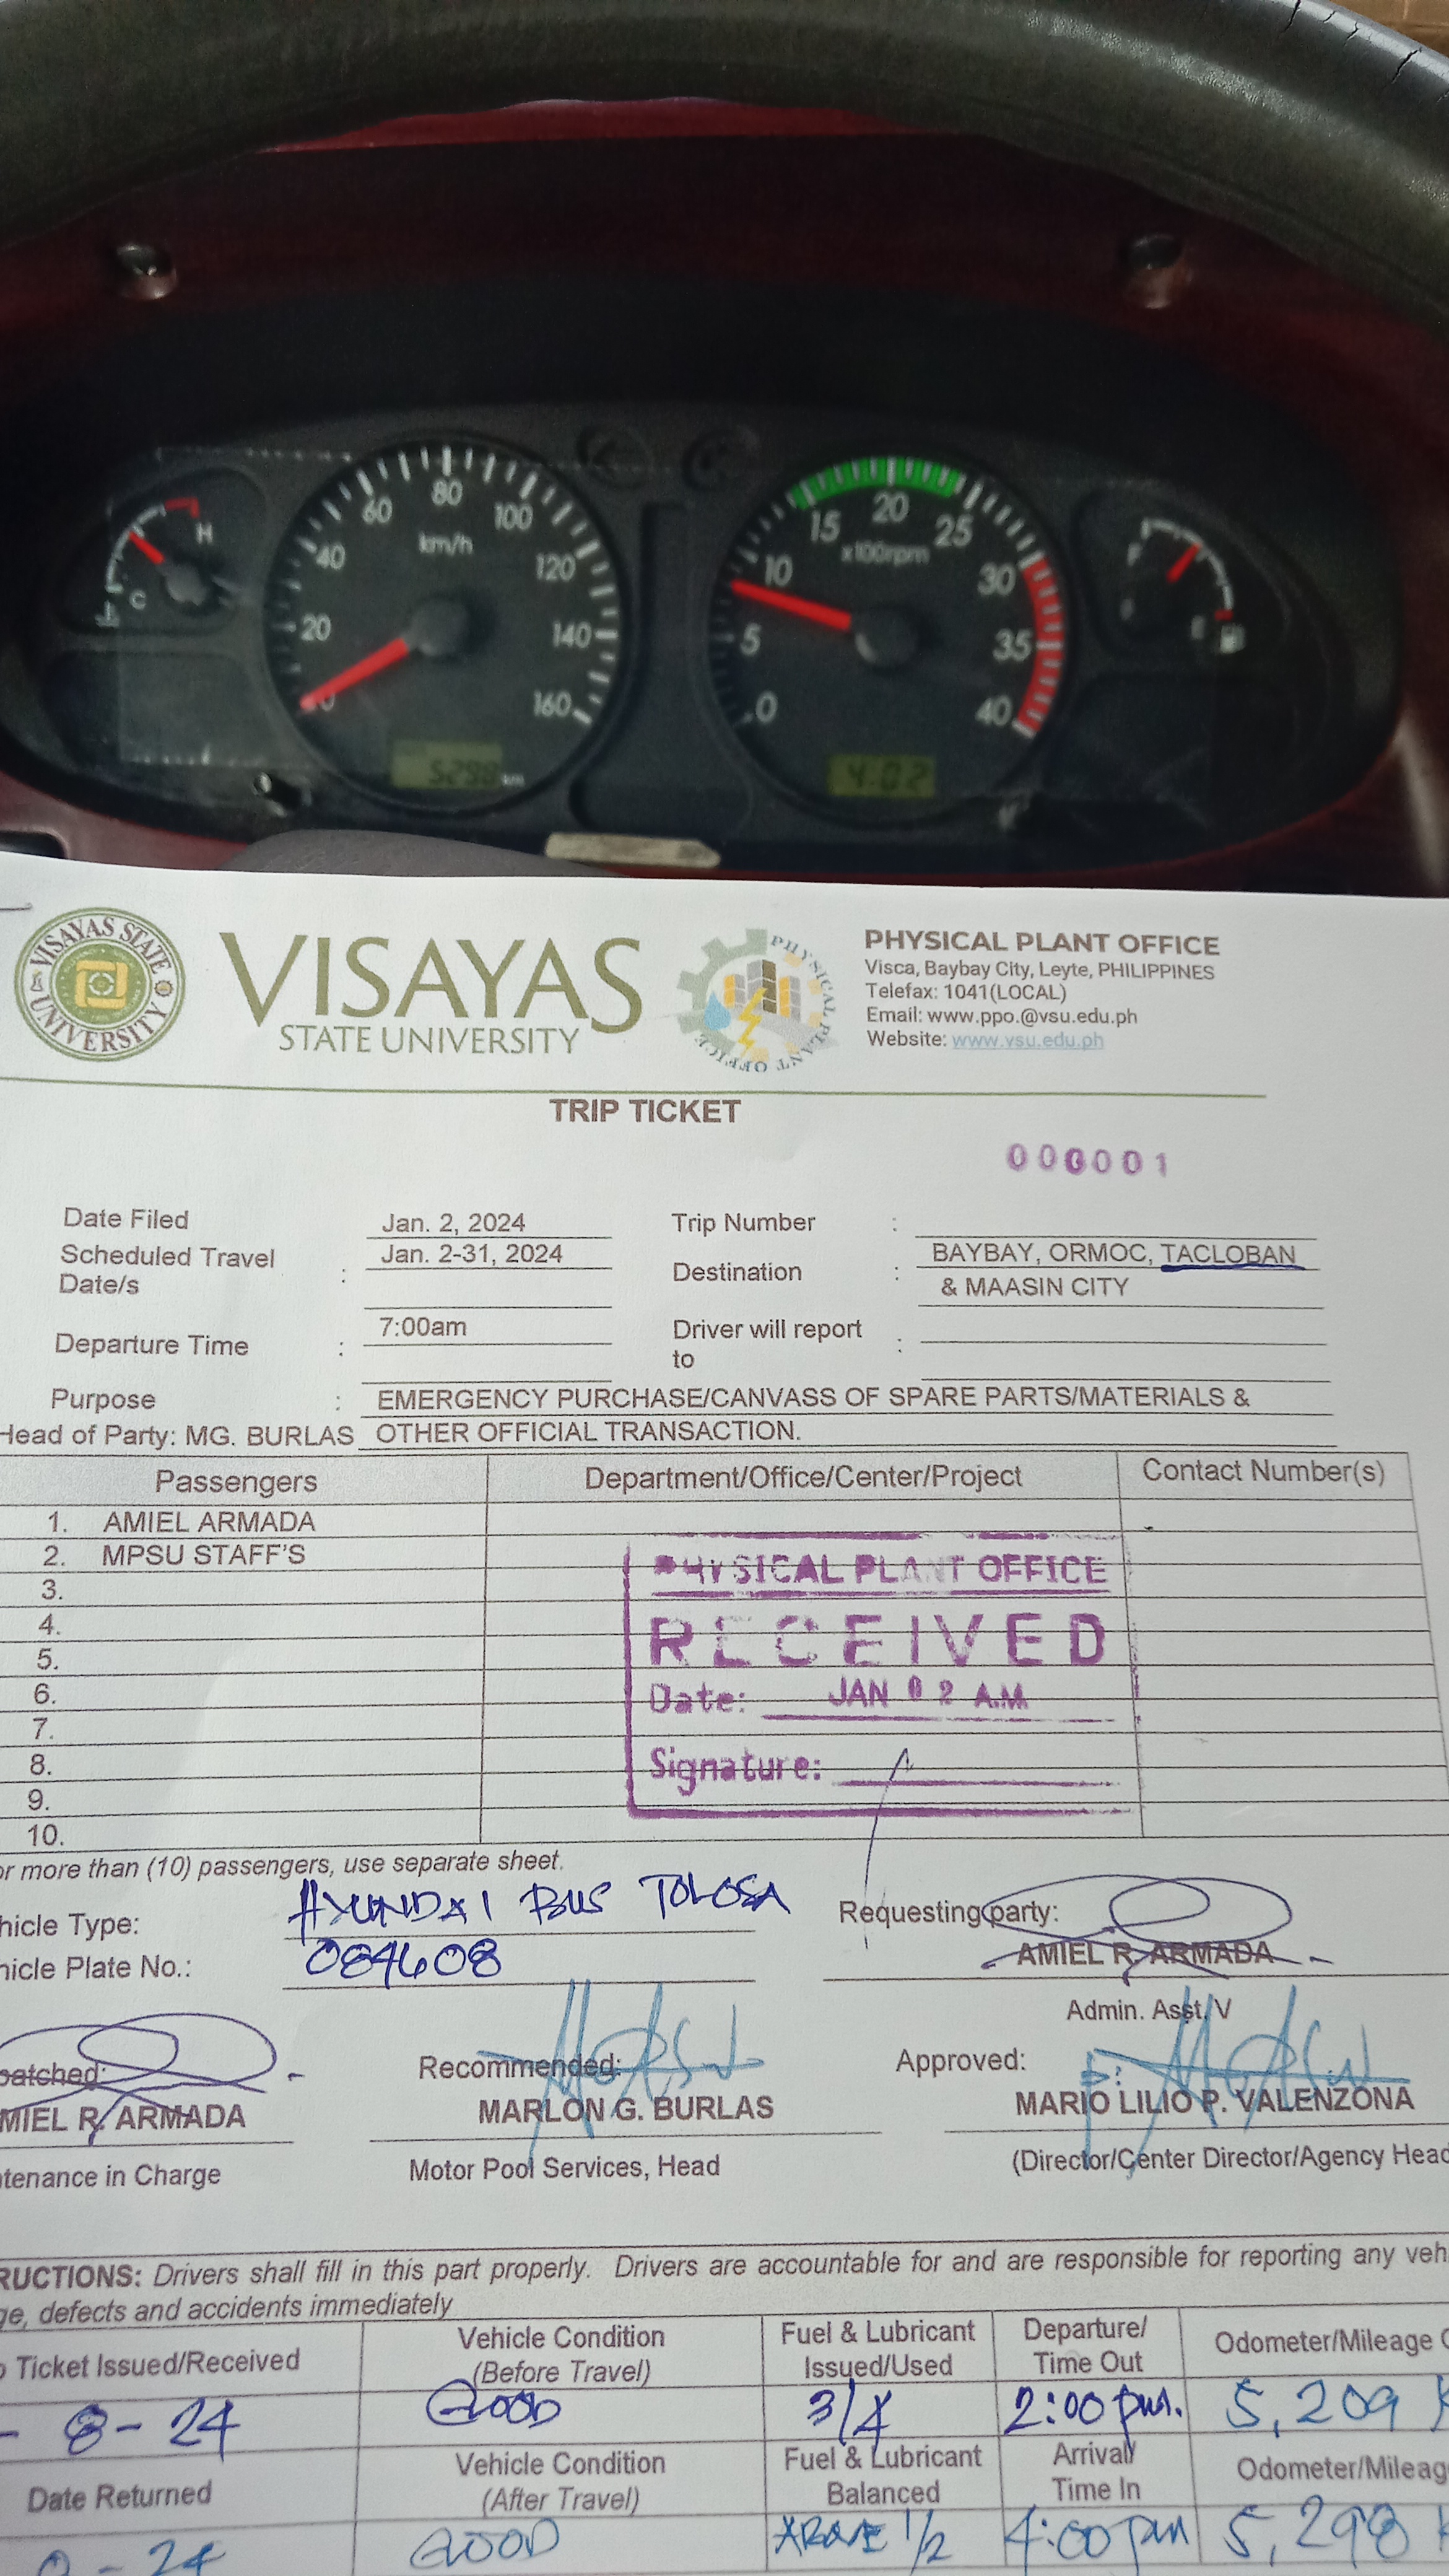 H
C
0
20
40
60
80
100
120
140
160
km/h
5298 km
0
5
10
15
20
25
30
35
40
x100rpm
4:02
F
E
VISAYAS STATE UNIVERSITY
VISAYAS
STATE UNIVERSITY
PHYSICAL PLANT OFFICE
PHYSICAL PLANT OFFICE
Visca, Baybay City, Leyte, PHILIPPINES
Telefax: 1041(LOCAL)
Email: www.ppo.@vsu.edu.ph
Website: www.vsu.edu.ph
TRIP TICKET
000001
Date Filed Jan. 2, 2024 Trip Number :
Scheduled Travel Date/s : Jan. 2-31, 2024 Destination : BAYBAY, ORMOC, TACLOBAN
& MAASIN CITY
Departure Time : 7:00am Driver will report to :
Purpose : EMERGENCY PURCHASE/CANVASS OF SPARE PARTS/MATERIALS &
Head of Party: MG. BURLAS OTHER OFFICIAL TRANSACTION.
Passengers Department/Office/Center/Project Contact Number(s)
1. AMIEL ARMADA
2. MPSU STAFF'S
3.
4.
5.
6.
7.
8.
9.
10.
PHYSICAL PLANT OFFICE
RECEIVED
Date: JAN 02 A.M
Signature:
or more than (10) passengers, use separate sheet.
hicle Type: HYUNDAI BUS TOLOSA
hicle Plate No.: 084608
Requesting party:
AMIEL R. ARMADA
Admin. Asst. V
patched:
MIEL R. ARMADA
tenance in Charge
Recommended:
MARLON G. BURLAS
Motor Pool Services, Head
Approved:
MARIO LILIO P. VALENZONA
(Director/Center Director/Agency Head
RUCTIONS: Drivers shall fill in this part properly. Drivers are accountable for and are responsible for reporting any veh
ge, defects and accidents immediately
p Ticket Issued/Received Vehicle Condition (Before Travel) Fuel & Lubricant Issued/Used Departure/ Time Out Odometer/Mileage
- 8 - 24 GOOD 3/4 2:00 pm. 5,209
Date Returned Vehicle Condition (After Travel) Fuel & Lubricant Balanced Arrival/ Time In Odometer/Mileag
- 24 GOOD ABOVE 1/2 4:00 pm 5,298